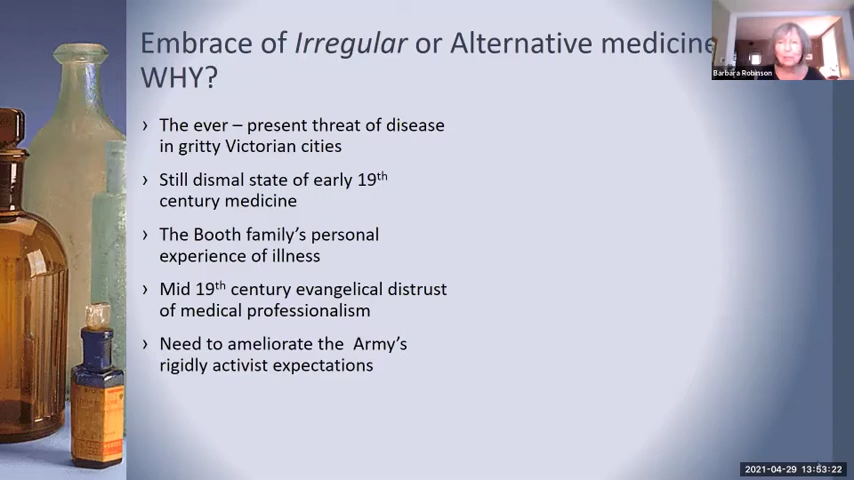 Embrace of Irregular or Alternative medicine
WHY?
Barbara Robinson
› The ever – present threat of disease
in gritty Victorian cities
› Still dismal state of early 19th
century medicine
› The Booth family's personal
experience of illness
› Mid 19th century evangelical distrust
of medical professionalism
› Need to ameliorate the Army's
rigidly activist expectations
2021-04-29 13:53:22